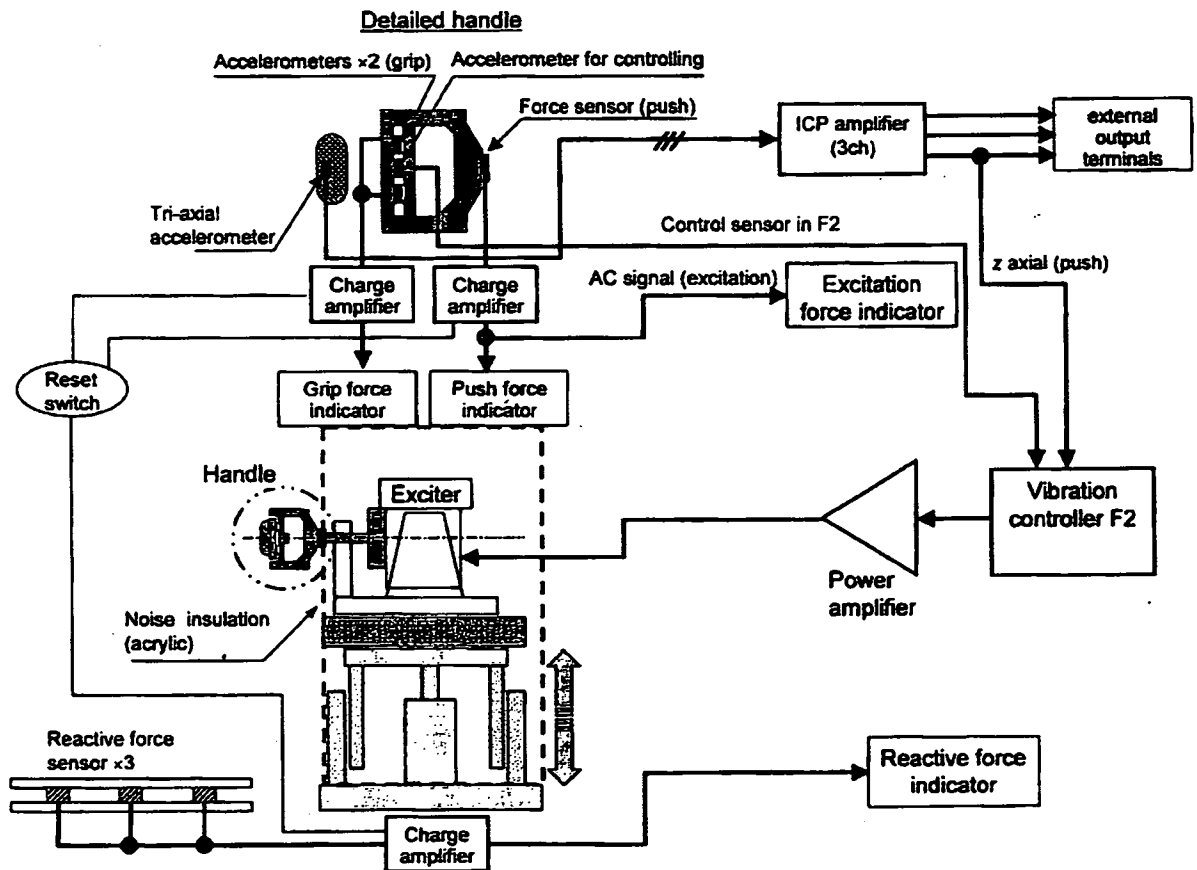 Detailed handle
Accelerometers ×2 (grip)
Accelerometer for controlling
Force sensor (push)
ICP amplifier
(3ch)
external
output
terminals
Tri-axial
accelerometer
Control sensor in F2
z axial (push)
Charge
amplifier
Charge
amplifier
AC signal (excitation)
Excitation
force indicator
Reset
switch
Grip force
indicator
Push force
indicator
Handle
Exciter
Vibration
controller F2
Power
amplifier
Noise insulation
(acrylic)
Reactive force
sensor ×3
Reactive force
indicator
Charge
amplifier